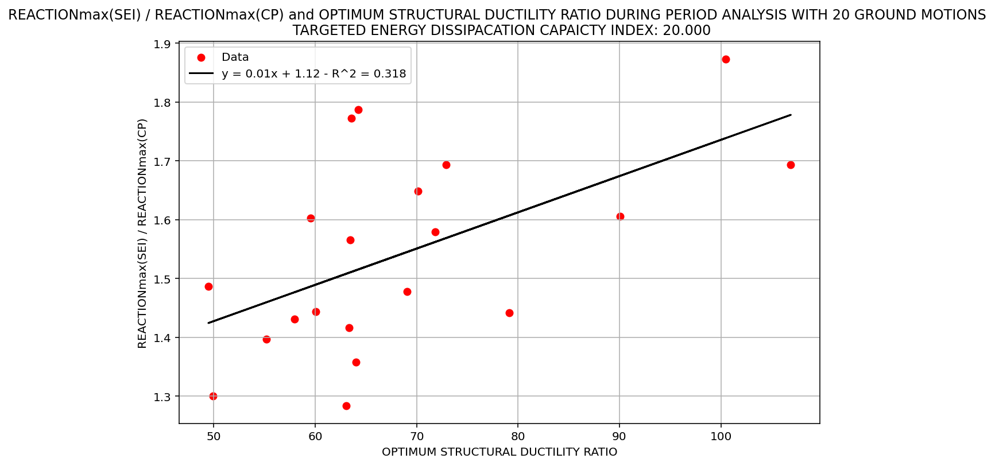 REACTIONmax(SEI) / REACTIONmax(CP) and OPTIMUM STRUCTURAL DUCTILITY RATIO DURING PERIOD ANALYSIS WITH 20 GROUND MOTIONS
TARGETED ENERGY DISSIPACATION CAPAICTY INDEX: 20.000
Data
y = 0.01x + 1.12 - R^2 = 0.318
REACTIONmax(SEI) / REACTIONmax(CP)
1.9
1.8
1.7
1.6
1.5
1.4
1.3
50 60 70 80 90 100
OPTIMUM STRUCTURAL DUCTILITY RATIO